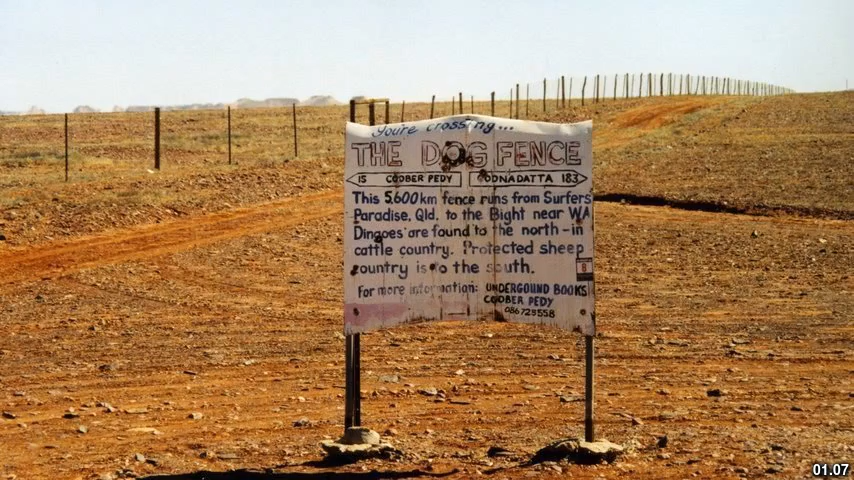 You're Crossing...
THE DOG FENCE
15 COOBER PEDY OODNADATTA 183
This 5,600km fence runs from Surfers
Paradise, Qld. to the Bight near WA
Dingoes are found to the north-in
cattle country. Protected sheep
country is to the south.
8
For more information: UNDERGOUND BOOKS
COOBER PEDY
086725558
01.07